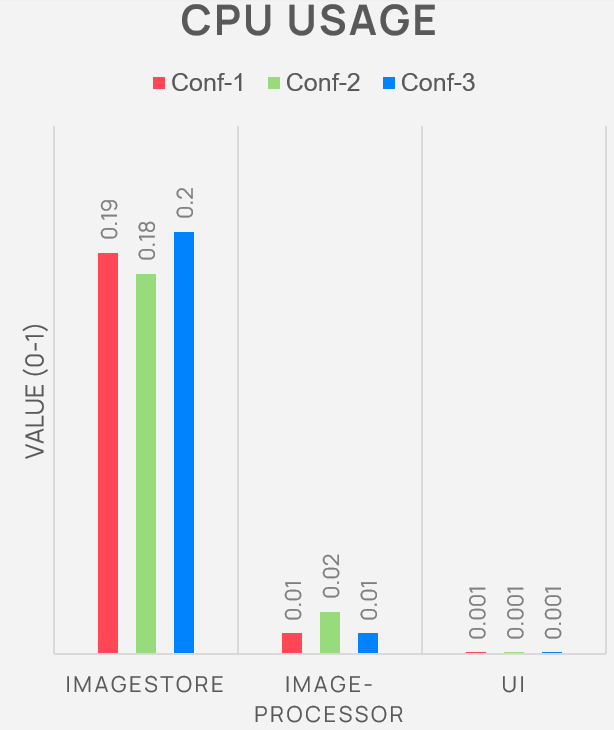 CPU USAGE
Conf-1 Conf-2 Conf-3
VALUE (0-1)
0.19 0.18 0.2
0.01 0.02 0.01
0.001 0.001 0.001
IMAGESTORE
IMAGE-
PROCESSOR
UI